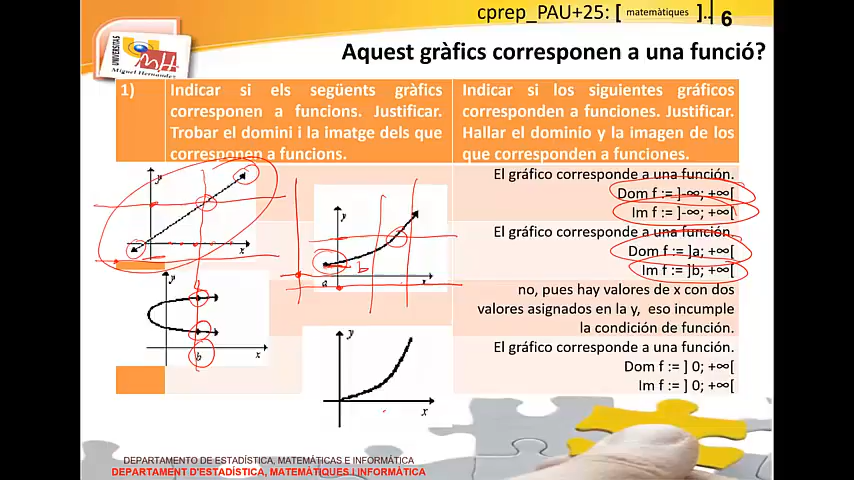 cprep_PAU+25: [ matemàtiques ]..
6
UNIVERSITAS
Miguel Hernández
Aquest gràfics corresponen a una funció?
1)
Indicar si els següents gràfics
corresponen a funcions. Justificar.
Trobar el domini i la imatge dels que
corresponen a funcions.
Indicar si los siguientes gráficos
corresponden a funciones. Justificar.
Hallar el dominio y la imagen de los
que corresponden a funciones.
El gráfico corresponde a una función.
Dom f := ]-∞; +∞[
Im f := ]-∞; +∞[
El gráfico corresponde a una función.
Dom f := ]a; +∞[
Im f := ]b; +∞[
no, pues hay valores de x con dos
valores asignados en la y, eso incumple
la condición de función.
El gráfico corresponde a una función.
Dom f := ] 0; +∞[
Im f := ] 0; +∞[
y
x
y
b
a
x
y
b
x
y
x
DEPARTAMENTO DE ESTADÍSTICA, MATEMÁTICAS E INFORMÁTICA
DEPARTAMENT D'ESTADÍSTICA, MATEMÀTIQUES I INFORMÀTICA